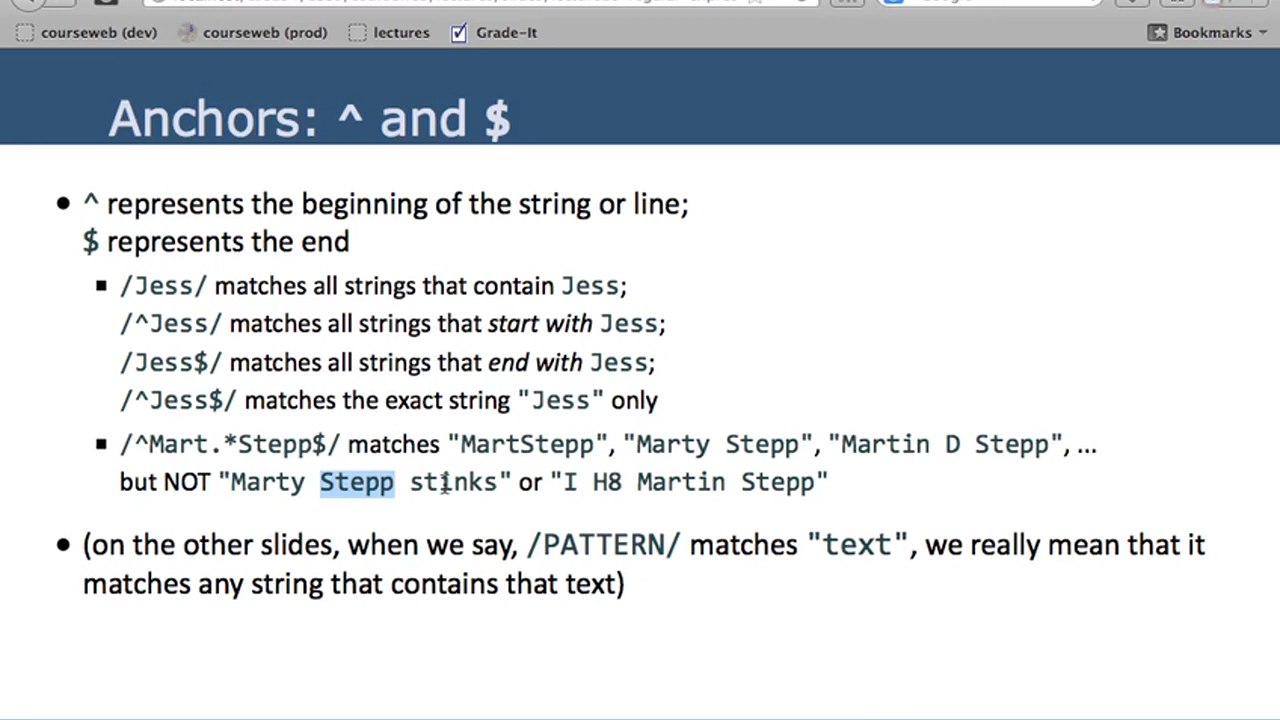 courseweb (dev) courseweb (prod) lectures Grade-It Bookmarks
Anchors: ^ and $
• ^ represents the beginning of the string or line;
$ represents the end
▪ /Jess/ matches all strings that contain Jess;
/^Jess/ matches all strings that start with Jess;
/Jess$/ matches all strings that end with Jess;
/^Jess$/ matches the exact string "Jess" only
▪ /^Mart.*Stepp$/ matches "MartStepp", "Marty Stepp", "Martin D Stepp", ...
but NOT "Marty Stepp stinks" or "I H8 Martin Stepp"
• (on the other slides, when we say, /PATTERN/ matches "text", we really mean that it
matches any string that contains that text)